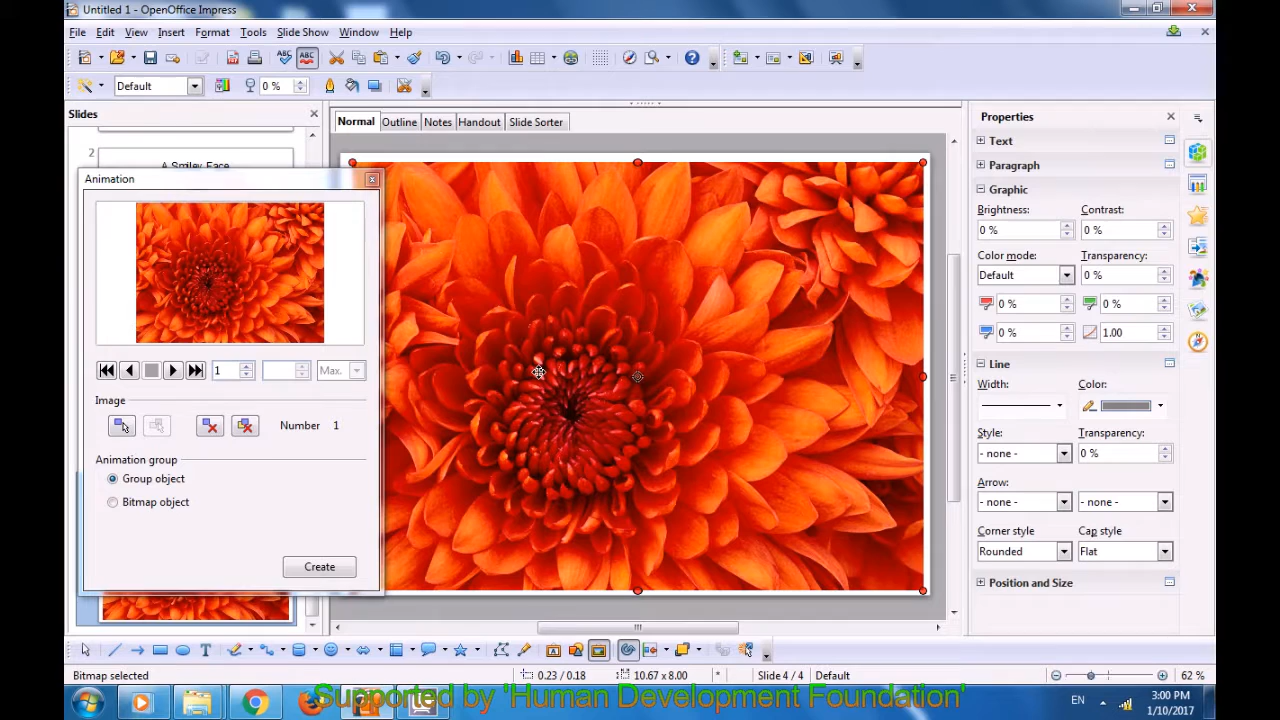 Untitled 1 - OpenOffice Impress
File Edit View Insert Format Tools Slide Show Window Help
Default 0 %
Slides
Normal Outline Notes Handout Slide Sorter
Properties
2
A Smiley Face
Animation
Text
Paragraph
Graphic
Brightness: Contrast:
0 % 0 %
Color mode: Transparency:
Default 0 %
0 % 0 %
0 % 1.00
1 Max.
Line
Width: Color:
Image
Number 1
Style: Transparency:
- none - 0 %
Animation group
Group object
Arrow:
Bitmap object
- none - - none -
Corner style Cap style
Rounded Flat
Create
Position and Size
Bitmap selected 0.23 / 0.18 10.67 x 8.00 * Slide 4 / 4 Default 62 %
Supported by 'Human Development Foundation'
EN 3:00 PM
1/10/2017